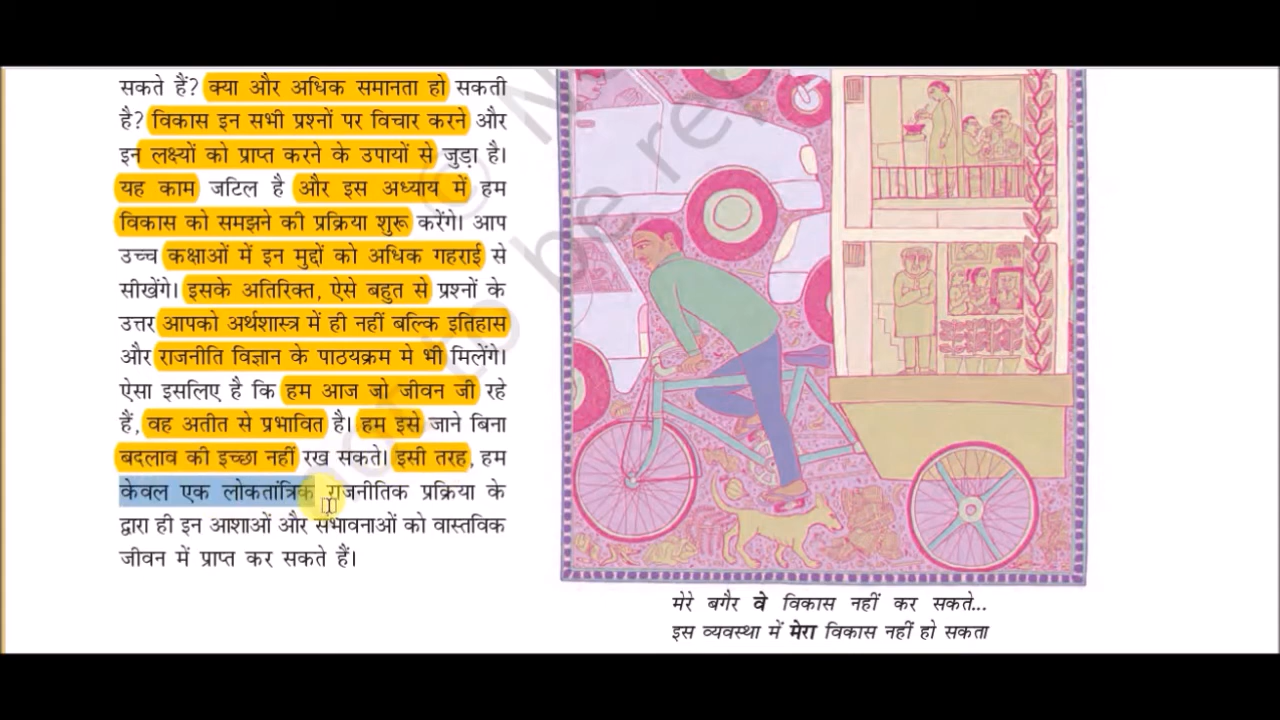 सकते हैं? क्या और अधिक समानता हो सकती
है? विकास इन सभी प्रश्नों पर विचार करने और
इन लक्ष्यों को प्राप्त करने के उपायों से जुड़ा है।
यह काम जटिल है और इस अध्याय में हम
विकास को समझने की प्रक्रिया शुरू करेंगे। आप
उच्च कक्षाओं में इन मुद्दों को अधिक गहराई से
सीखेंगे। इसके अतिरिक्त, ऐसे बहुत से प्रश्नों के
उत्तर आपको अर्थशास्त्र में ही नहीं बल्कि इतिहास
और राजनीति विज्ञान के पाठयक्रम मे भी मिलेंगे।
ऐसा इसलिए है कि हम आज जो जीवन जी रहे
हैं, वह अतीत से प्रभावित है। हम इसे जाने बिना
बदलाव की इच्छा नहीं रख सकते। इसी तरह, हम
केवल एक लोकतांत्रिक राजनीतिक प्रक्रिया के
द्वारा ही इन आशाओं और संभावनाओं को वास्तविक
जीवन में प्राप्त कर सकते हैं।
मेरे बगैर वे विकास नहीं कर सकते...
इस व्यवस्था में मेरा विकास नहीं हो सकता